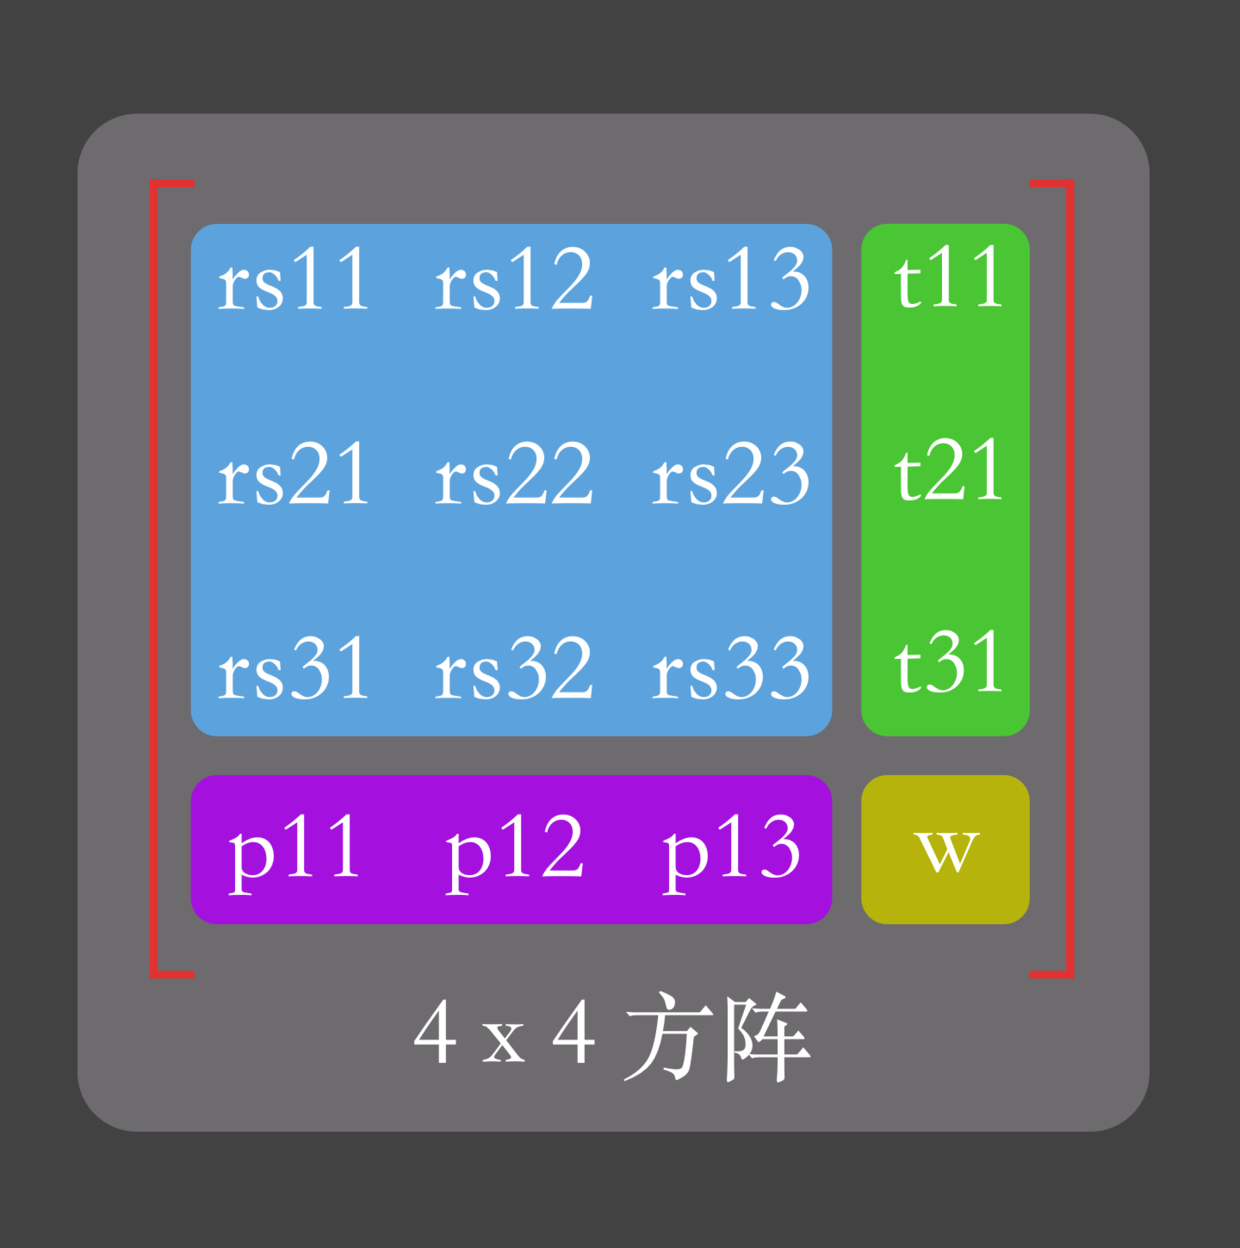 rs11 rs12 rs13 t11
rs21 rs22 rs23 t21
rs31 rs32 rs33 t31
p11 p12 p13 w
4 x 4 方阵